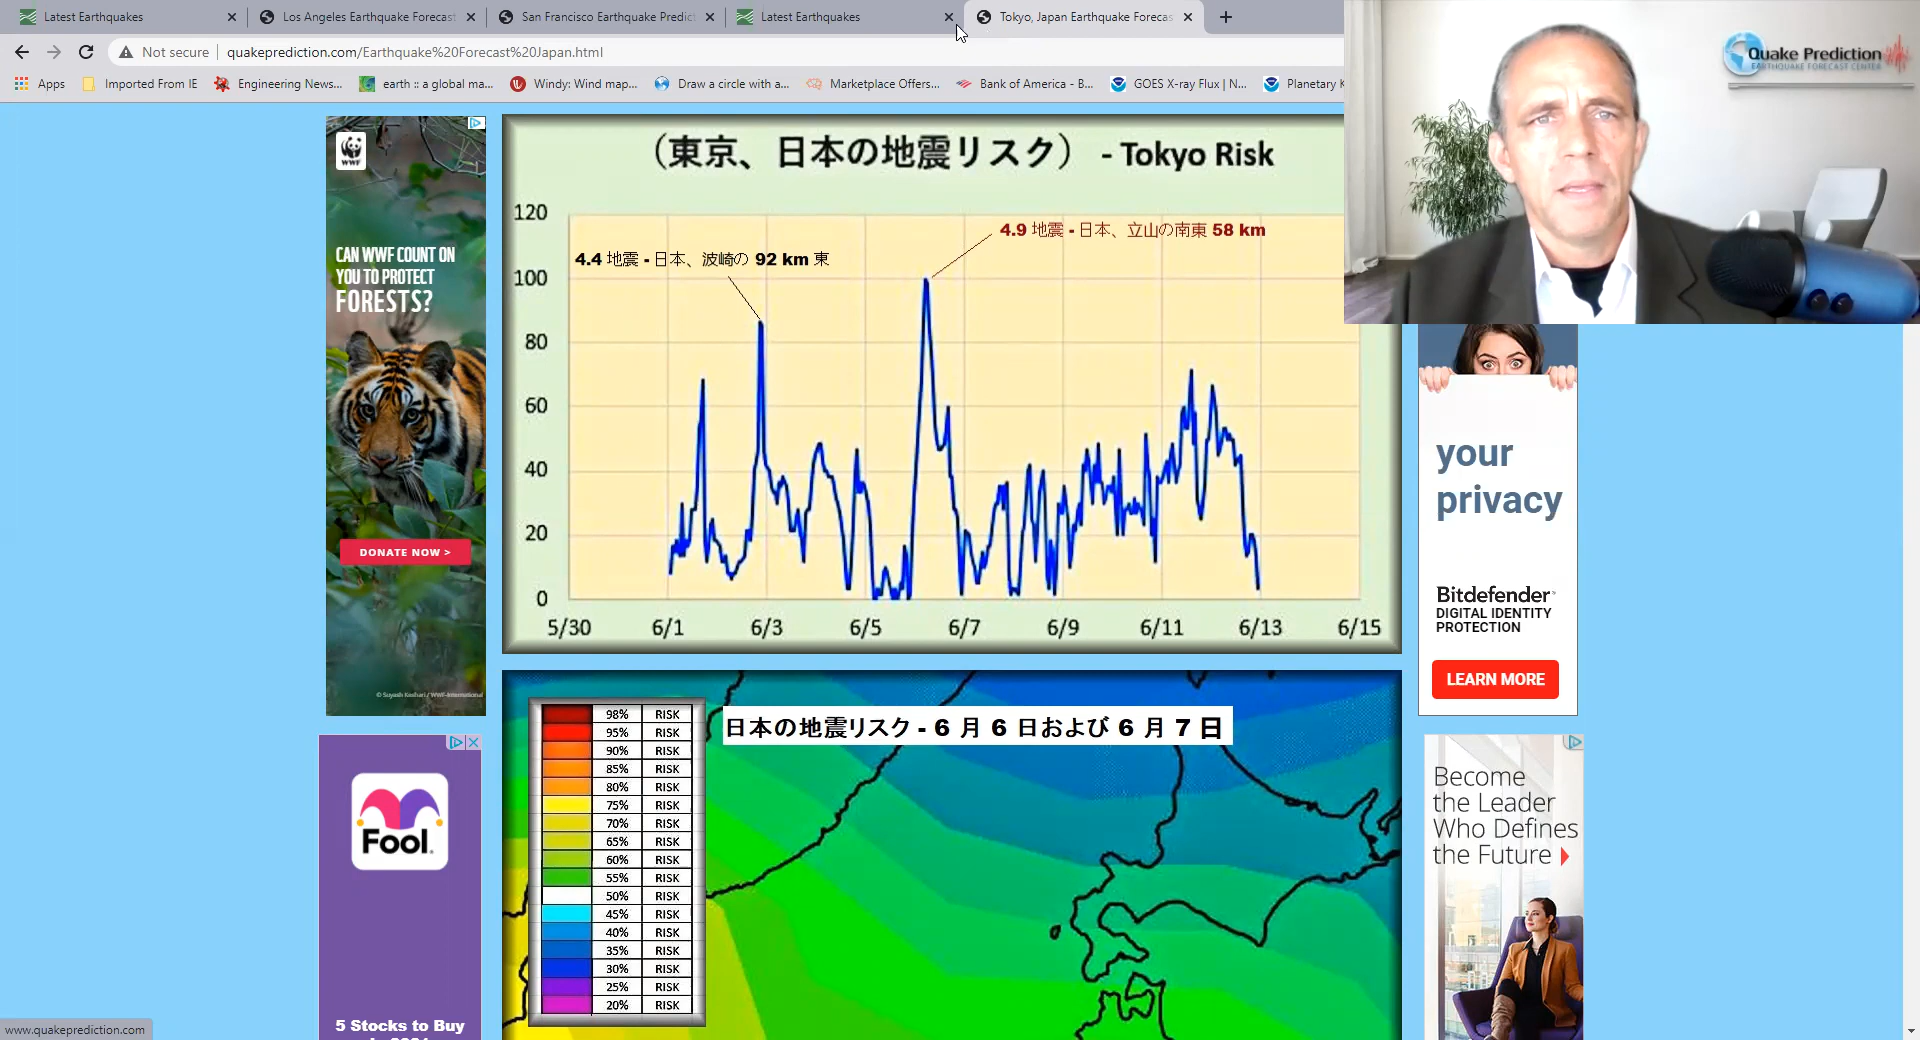 Latest Earthquakes
Los Angeles Earthquake Forecast
San Francisco Earthquake Predict
Latest Earthquakes
Tokyo, Japan Earthquake Forecas
Not secure
quakeprediction.com/Earthquake%20Forecast%20Japan.html
Apps
Imported From IE
Engineering News...
earth :: a global ma...
Windy: Wind map...
Draw a circle with a...
Marketplace Offers...
Bank of America - B...
GOES X-ray Flux | N...
Planetary K
Quake Prediction
EARTHQUAKE FORECAST CENTER
WWF
CAN WWF COUNT ON
YOU TO PROTECT
FORESTS?
DONATE NOW >
© Suyash Keshari / WWF-International
(東京、日本の地震リスク) - Tokyo Risk
120
100
80
60
40
20
0
4.4 地震 - 日本、波崎の 92 km 東
4.9 地震 - 日本、立山の南東 58 km
5/30
6/1
6/3
6/5
6/7
6/9
6/11
6/13
6/15
your
privacy
Bitdefender
DIGITAL IDENTITY
PROTECTION
LEARN MORE
Fool.
5 Stocks to Buy
98% RISK
95% RISK
90% RISK
85% RISK
80% RISK
75% RISK
70% RISK
65% RISK
60% RISK
55% RISK
50% RISK
45% RISK
40% RISK
35% RISK
30% RISK
25% RISK
20% RISK
日本の地震リスク - 6 月 6 日および 6 月 7 日
Become
the Leader
Who Defines
the Future
www.quakeprediction.com